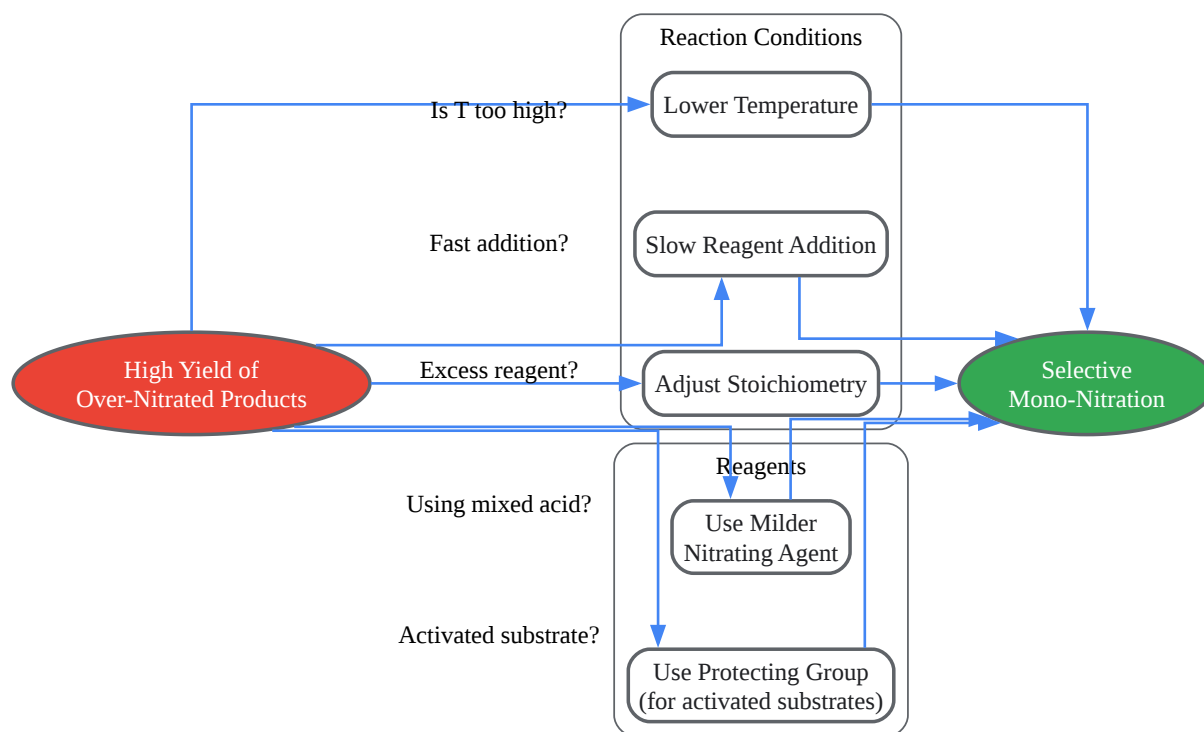 Reaction Conditions
Is T too high?
Lower Temperature
Fast addition?
Slow Reagent Addition
High Yield of
Over-Nitrated Products
Excess reagent?
Adjust Stoichiometry
Selective
Mono-Nitration
Reagents
Using mixed acid?
Use Milder
Nitrating Agent
Activated substrate?
Use Protecting Group
(for activated substrates)